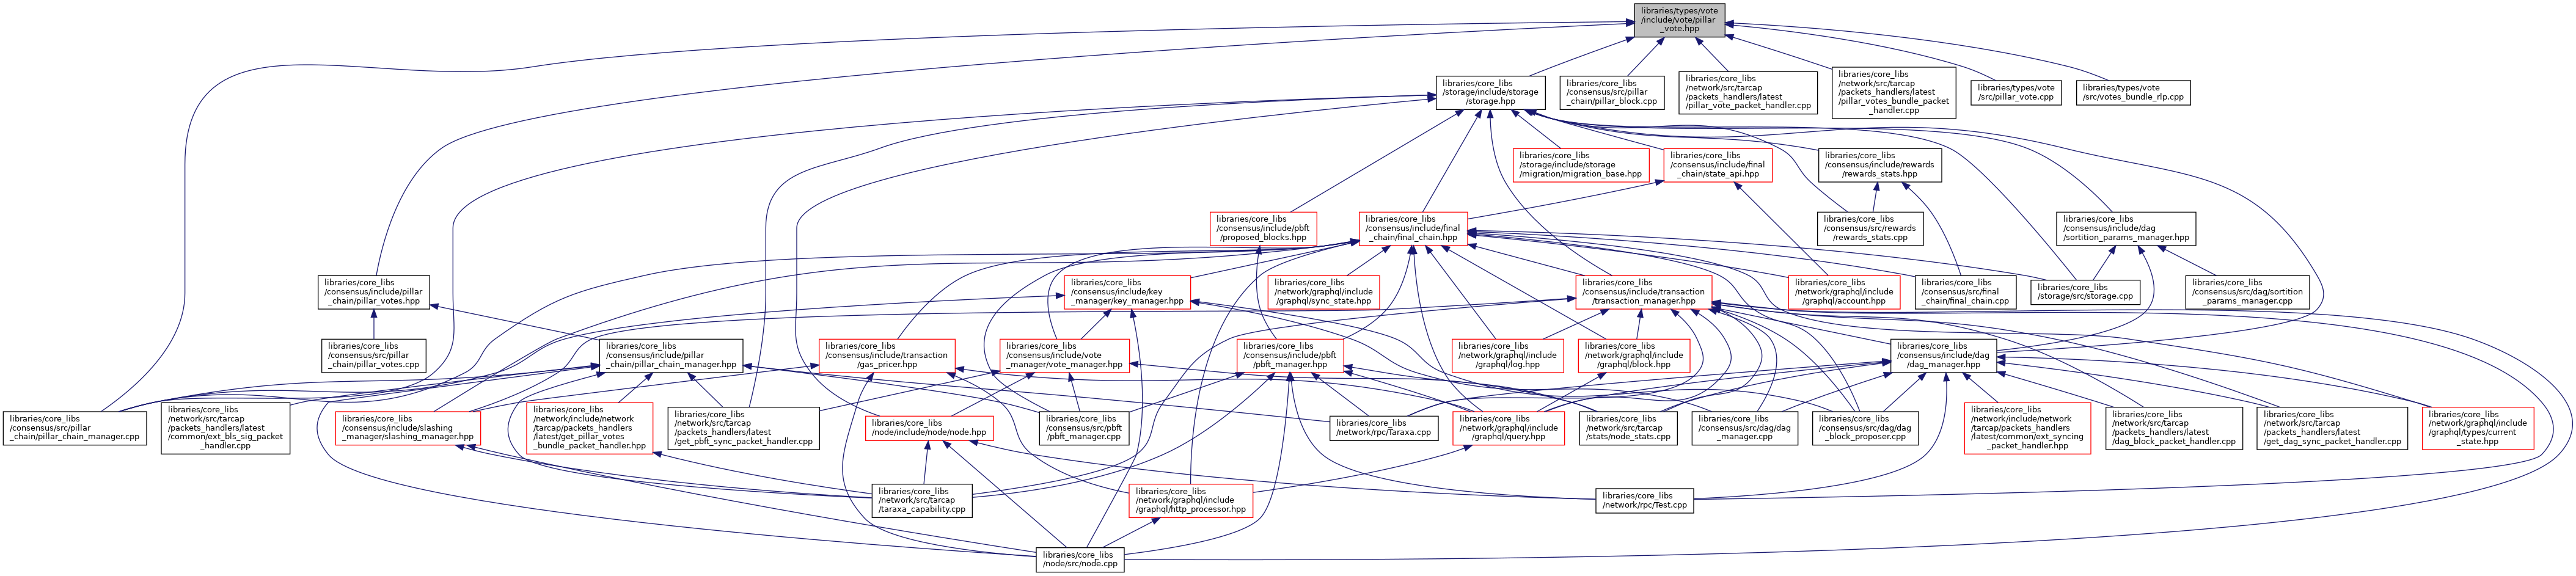 libraries/types/vote
/include/vote/pillar
_vote.hpp
libraries/core_libs
/storage/include/storage
/storage.hpp
libraries/core_libs
/consensus/src/pillar
_chain/pillar_block.cpp
libraries/core_libs
/network/src/tarcap
/packets_handlers/latest
/pillar_vote_packet_handler.cpp
libraries/core_libs
/network/src/tarcap
/packets_handlers/latest
/pillar_votes_bundle_packet
_handler.cpp
libraries/types/vote
/src/pillar_vote.cpp
libraries/types/vote
/src/votes_bundle_rlp.cpp
libraries/core_libs
/storage/include/storage
/migration/migration_base.hpp
libraries/core_libs
/consensus/include/final
_chain/state_api.hpp
libraries/core_libs
/consensus/include/rewards
/rewards_stats.hpp
libraries/core_libs
/consensus/include/pbft
/proposed_blocks.hpp
libraries/core_libs
/consensus/include/final
_chain/final_chain.hpp
libraries/core_libs
/consensus/src/rewards
/rewards_stats.cpp
libraries/core_libs
/consensus/include/dag
/sortition_params_manager.hpp
libraries/core_libs
/consensus/include/pillar
_chain/pillar_votes.hpp
libraries/core_libs
/consensus/include/key
_manager/key_manager.hpp
libraries/core_libs
/network/graphql/include
/graphql/sync_state.hpp
libraries/core_libs
/consensus/include/transaction
/transaction_manager.hpp
libraries/core_libs
/network/graphql/include
/graphql/account.hpp
libraries/core_libs
/consensus/src/final
_chain/final_chain.cpp
libraries/core_libs
/storage/src/storage.cpp
libraries/core_libs
/consensus/src/dag/sortition
_params_manager.cpp
libraries/core_libs
/consensus/src/pillar
_chain/pillar_votes.cpp
libraries/core_libs
/consensus/include/pillar
_chain/pillar_chain_manager.hpp
libraries/core_libs
/consensus/include/transaction
/gas_pricer.hpp
libraries/core_libs
/consensus/include/vote
_manager/vote_manager.hpp
libraries/core_libs
/consensus/include/pbft
/pbft_manager.hpp
libraries/core_libs
/network/graphql/include
/graphql/log.hpp
libraries/core_libs
/network/graphql/include
/graphql/block.hpp
libraries/core_libs
/consensus/include/dag
/dag_manager.hpp
libraries/core_libs
/consensus/src/pillar
_chain/pillar_chain_manager.cpp
libraries/core_libs
/network/src/tarcap
/packets_handlers/latest
/common/ext_bls_sig_packet
_handler.cpp
libraries/core_libs
/consensus/include/slashing
_manager/slashing_manager.hpp
libraries/core_libs
/network/include/network
/tarcap/packets_handlers
/latest/get_pillar_votes
_bundle_packet_handler.hpp
libraries/core_libs
/network/src/tarcap
/packets_handlers/latest
/get_pbft_sync_packet_handler.cpp
libraries/core_libs
/node/include/node/node.hpp
libraries/core_libs
/consensus/src/pbft
/pbft_manager.cpp
libraries/core_libs
/network/rpc/Taraxa.cpp
libraries/core_libs
/network/graphql/include
/graphql/query.hpp
libraries/core_libs
/network/src/tarcap
/stats/node_stats.cpp
libraries/core_libs
/consensus/src/dag/dag
_manager.cpp
libraries/core_libs
/consensus/src/dag/dag
_block_proposer.cpp
libraries/core_libs
/network/include/network
/tarcap/packets_handlers
/latest/common/ext_syncing
_packet_handler.hpp
libraries/core_libs
/network/src/tarcap
/packets_handlers/latest
/dag_block_packet_handler.cpp
libraries/core_libs
/network/src/tarcap
/packets_handlers/latest
/get_dag_sync_packet_handler.cpp
libraries/core_libs
/network/graphql/include
/graphql/types/current
_state.hpp
libraries/core_libs
/network/src/tarcap
/taraxa_capability.cpp
libraries/core_libs
/network/graphql/include
/graphql/http_processor.hpp
libraries/core_libs
/network/rpc/Test.cpp
libraries/core_libs
/node/src/node.cpp